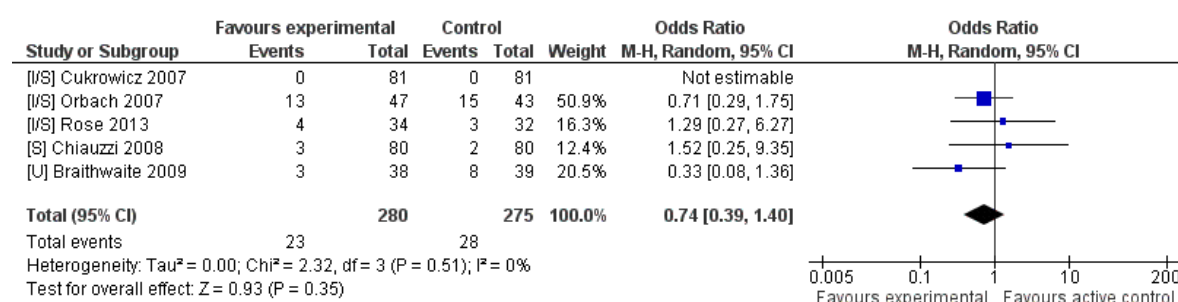 Favours experimental Control Odds Ratio Odds Ratio
Study or Subgroup Events Total Events Total Weight M-H, Random, 95% CI M-H, Random, 95% CI
[I/S] Cukrowicz 2007 0 81 0 81 Not estimable
[I/S] Orbach 2007 13 47 15 43 50.9% 0.71 [0.29, 1.75]
[I/S] Rose 2013 4 34 3 32 16.3% 1.29 [0.27, 6.27]
[S] Chiauzzi 2008 3 80 2 80 12.4% 1.52 [0.25, 9.35]
[U] Braithwaite 2009 3 38 8 39 20.5% 0.33 [0.08, 1.36]
Total (95% CI) 280 275 100.0% 0.74 [0.39, 1.40]
Total events 23 28
Heterogeneity: Tau² = 0.00; Chi² = 2.32, df = 3 (P = 0.51); I² = 0%
Test for overall effect: Z = 0.93 (P = 0.35)
0.005 0.1 1 10 200
Favours experimental Favours active control